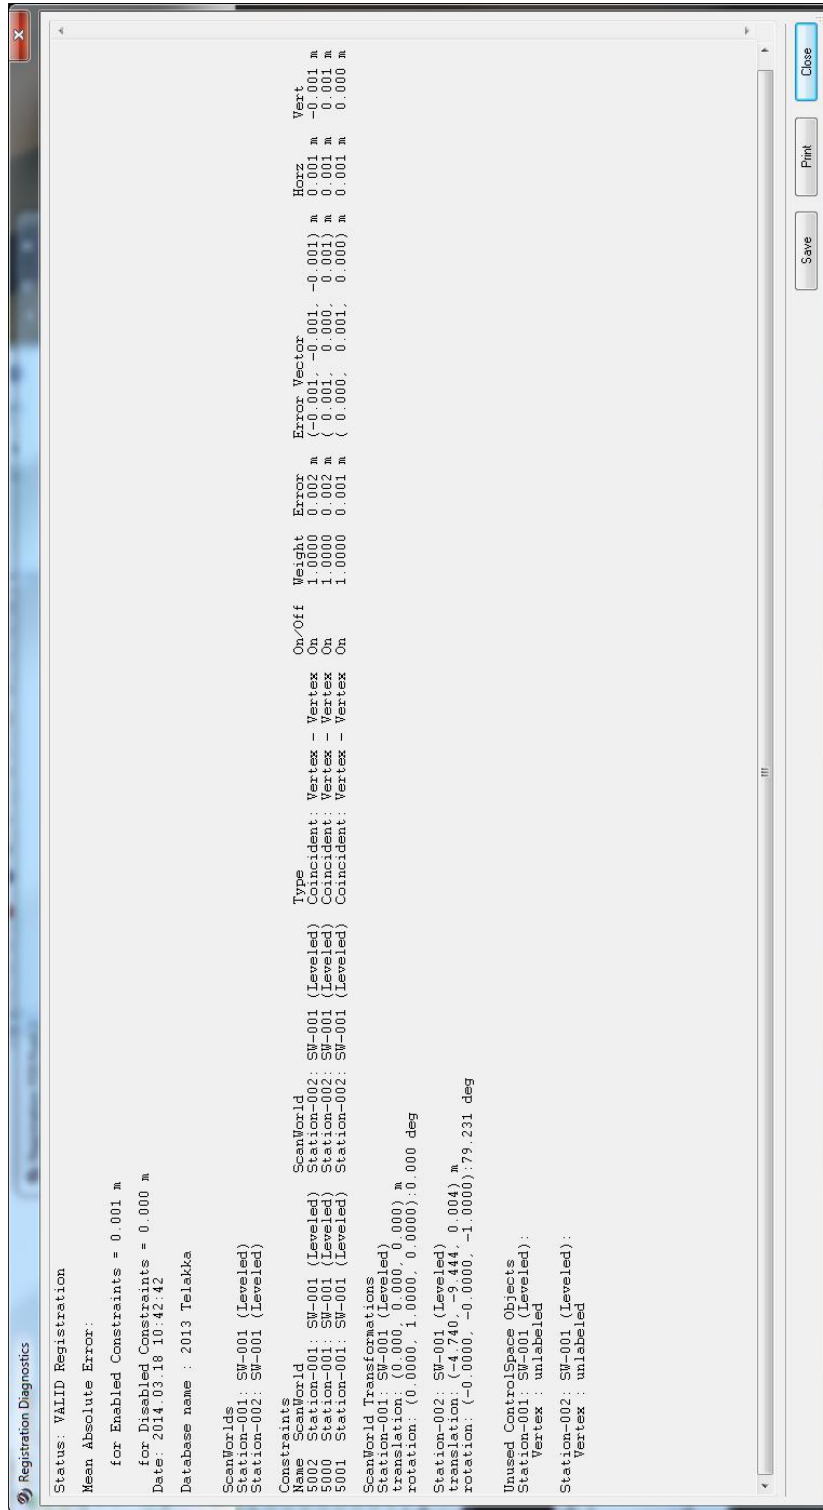 Registration Diagnostics
Status: VALID Registration
Mean Absolute Error:
for Enabled Constraints = 0.001 m
for Disabled Constraints = 0.000 m
Date: 2014.03.18 10:42:42
Database name : 2013 Telakka
ScanWorlds
Station-001: SW-001 (Leveled)
Station-002: SW-001 (Leveled)
Constraints
Name ScanWorld ScanWorld Type On/Off Weight Error Error Vector Horz Vert
5002 Station-001: SW-001 (Leveled) Station-002: SW-001 (Leveled) Coincident: Vertex - Vertex On 1.0000 0.002 m (-0.001, -0.001, -0.001) m 0.001 m -0.001 m
5000 Station-001: SW-001 (Leveled) Station-002: SW-001 (Leveled) Coincident: Vertex - Vertex On 1.0000 0.002 m ( 0.001, 0.000, 0.001) m 0.001 m 0.001 m
5001 Station-001: SW-001 (Leveled) Station-002: SW-001 (Leveled) Coincident: Vertex - Vertex On 1.0000 0.001 m ( 0.000, 0.001, 0.000) m 0.001 m 0.000 m
ScanWorld Transformations
Station-001: SW-001 (Leveled)
translation: (0.000, 0.000, 0.000) m
rotation: (0.0000, 1.0000, 0.0000):0.000 deg
Station-002: SW-001 (Leveled)
translation: (-4.740, -9.444, 0.004) m
rotation: (-0.0000, -0.0000, -1.0000):79.231 deg
Unused ControlSpace Objects
Station-001: SW-001 (Leveled):
Vertex : unlabeled
Station-002: SW-001 (Leveled):
Vertex : unlabeled
Save Print Close